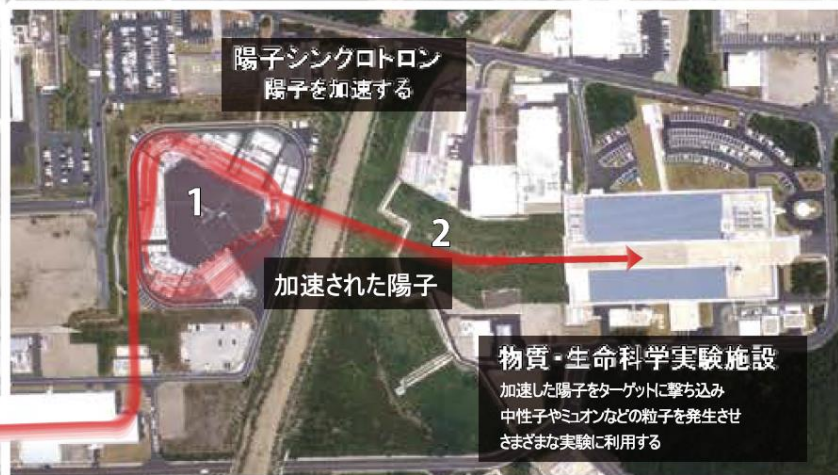 陽子シンクロトロン
陽子を加速する
1
2
加速された陽子
物質・生命科学実験施設
加速した陽子をターゲットに撃ち込み
中性子やミュオンなどの粒子を発生させ
さまざまな実験に利用する